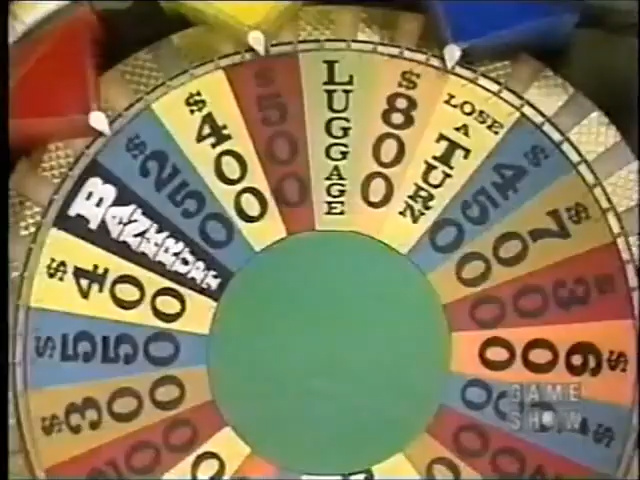 $550
$400
BANKRUPT
$250
$400
$500
LUGGAGE
$800
LOSE
A
TURN
$450
$700
$300
$600
$300
GAME
SHOW